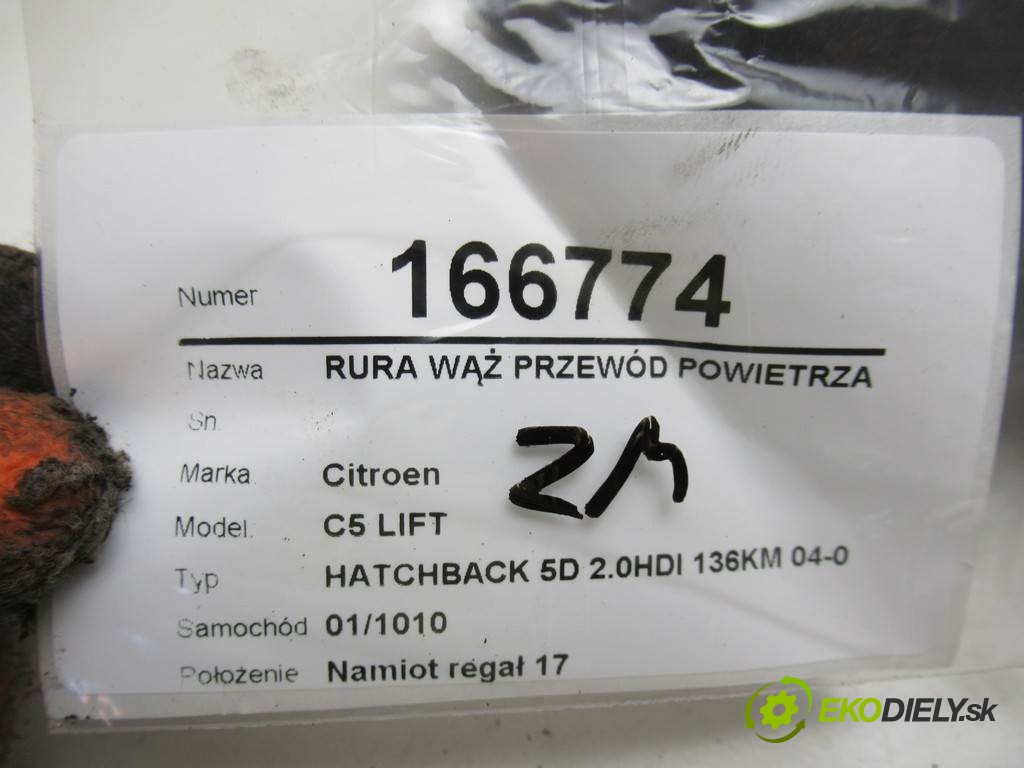 Numer 166774
Nazwa RURA WĄŻ PRZEWÓD POWIETRZA
Sn.
Marka Citroen
Model. C5 LIFT
Typ HATCHBACK 5D 2.0HDI 136KM 04-0
Samochód 01/1010
Położenie Namiot regał 17
EKODIELY.sk